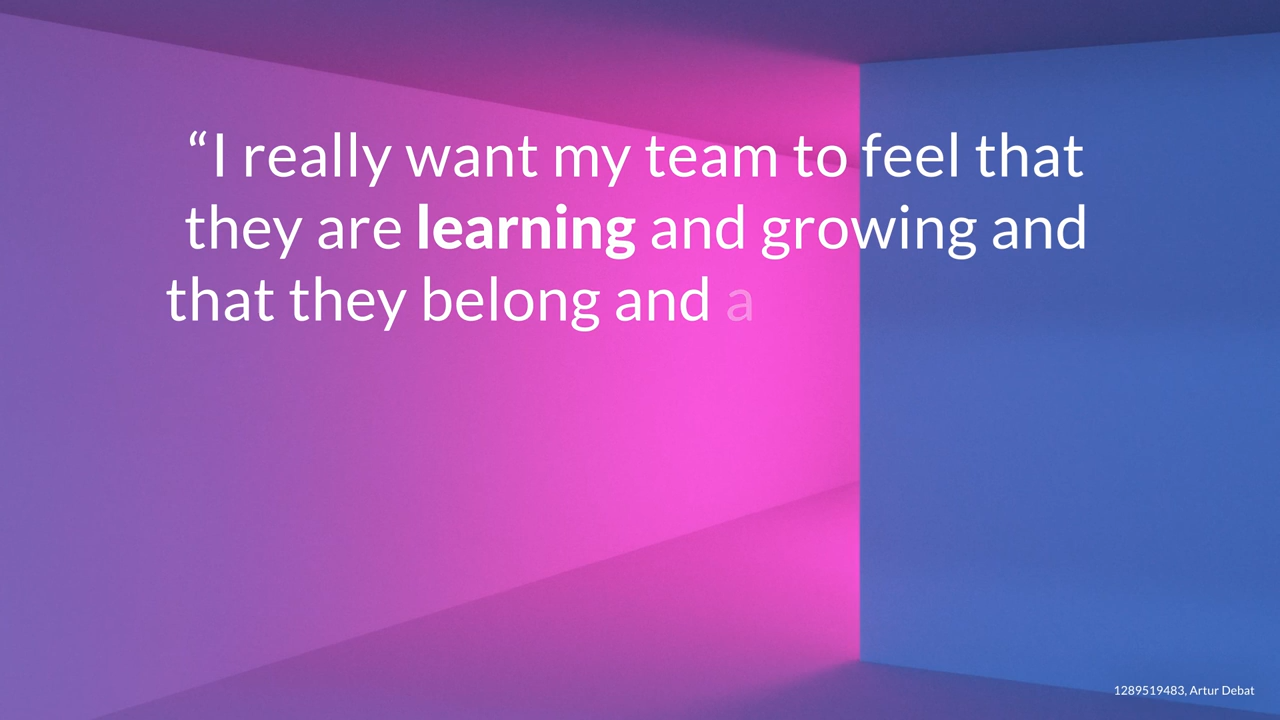 “I really want my team to feel that
they are learning and growing and
that they belong and a
1289519483, Artur Debat